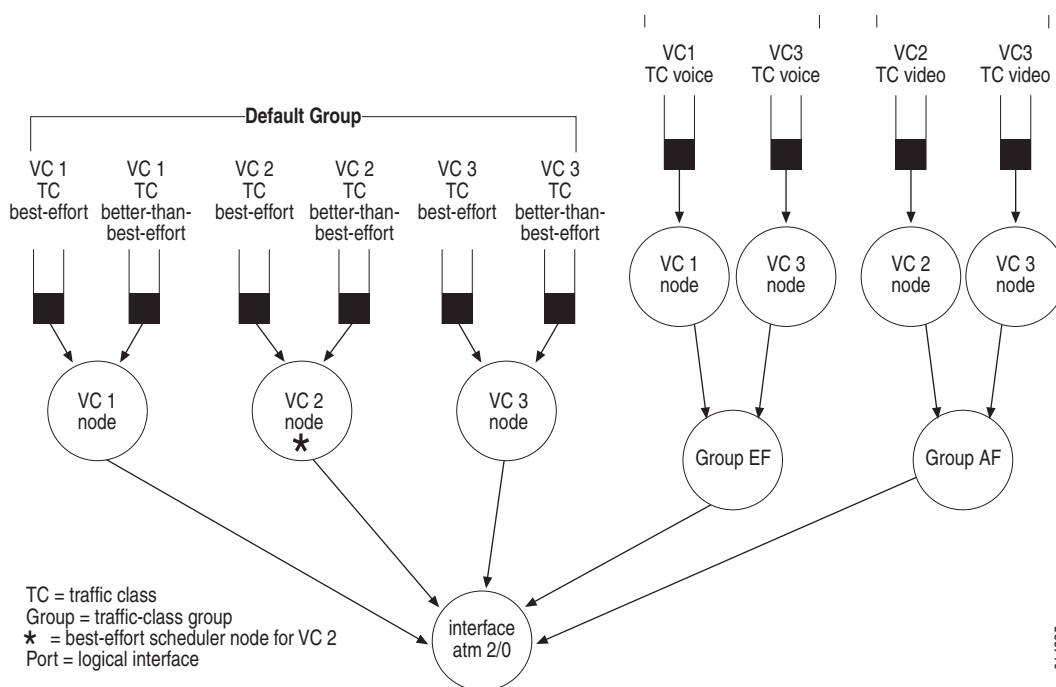 VC1
TC voice
VC3
TC voice
VC2
TC video
VC3
TC video
Default Group
VC 1
TC
best-effort
VC 1
TC
better-than-
best-effort
VC 2
TC
best-effort
VC 2
TC
better-than-
best-effort
VC 3
TC
best-effort
VC 3
TC
better-than-
best-effort
VC 1
node
VC 3
node
VC 2
node
VC 3
node
VC 1
node
VC 2
node
*
VC 3
node
Group EF
Group AF
TC = traffic class
Group = traffic-class group
* = best-effort scheduler node for VC 2
Port = logical interface
interface
atm 2/0